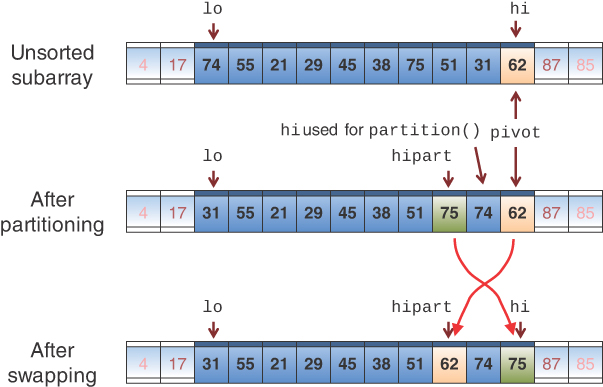 lo hi
Unsorted
subarray
4 17 74 55 21 29 45 38 75 51 31 62 87 85
hiused for partition() pivot
lo hipart
After
partitioning
31 55 21 29 45 38 51 75 74 62 87 85
4 17
lo hipart hi
After
swapping
4 17 31 55 21 29 45 38 51 62 74 75 87 85